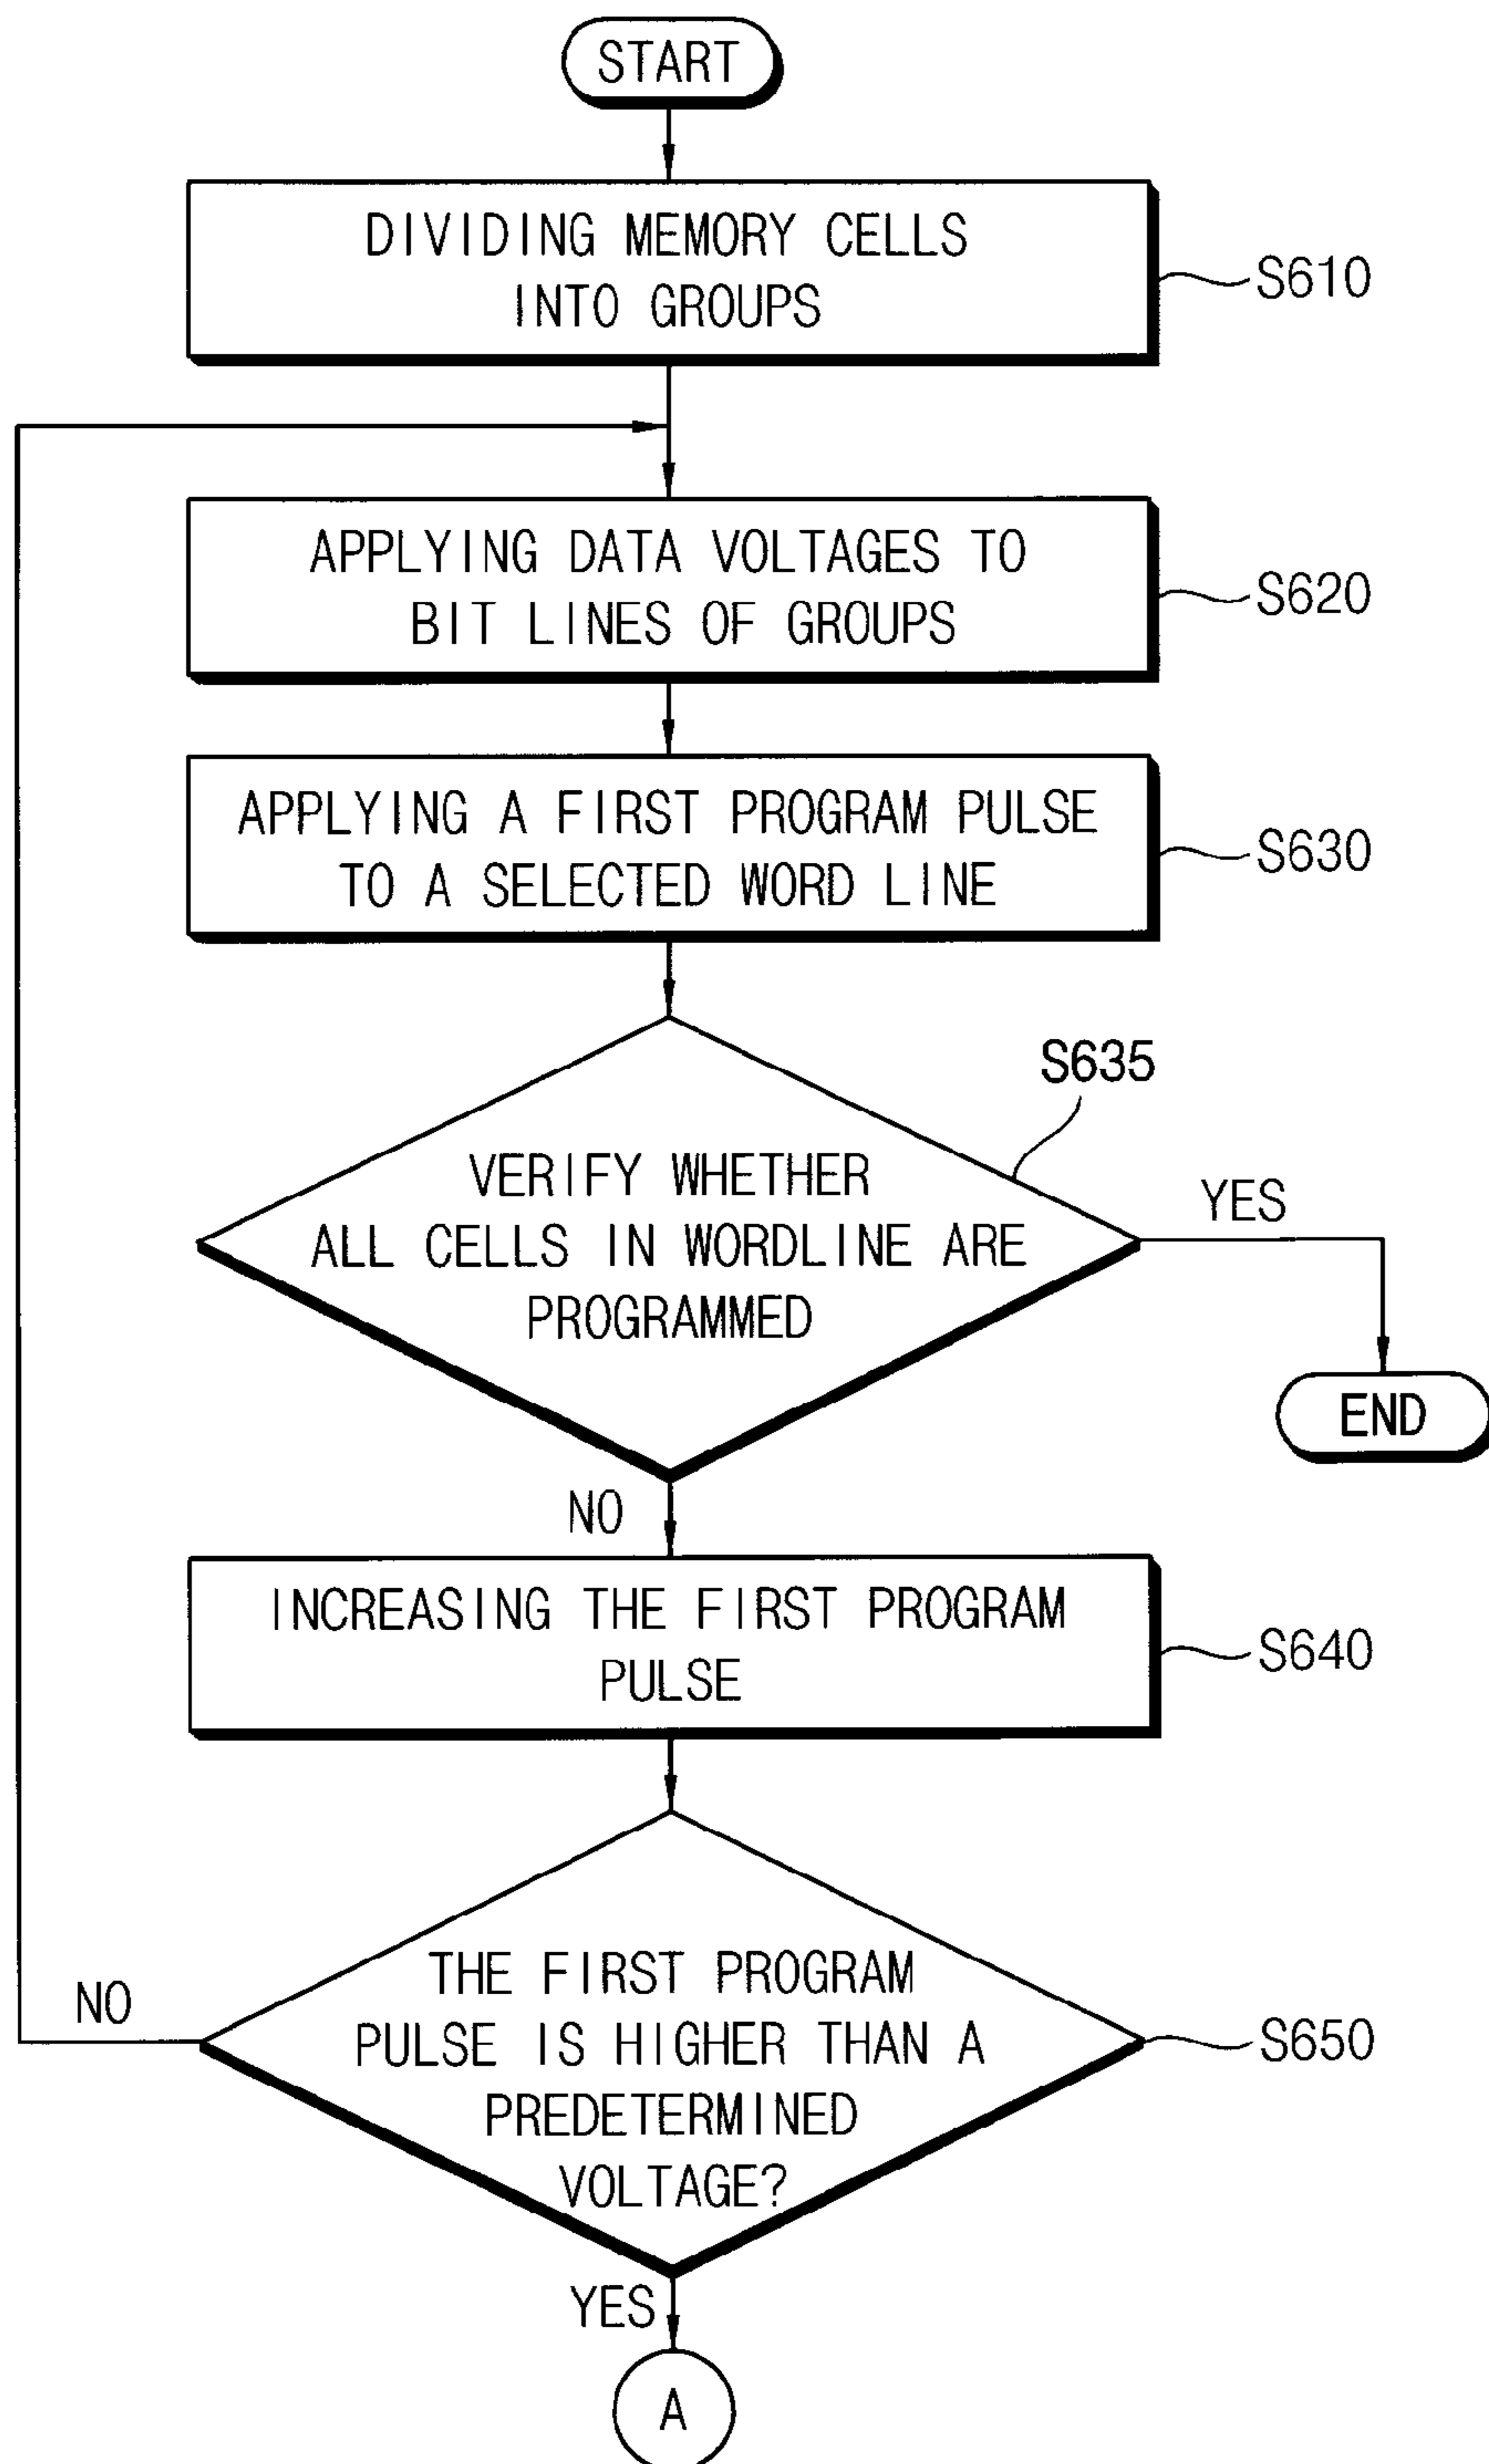 START
DIVIDING MEMORY CELLS
INTO GROUPS
S610
APPLYING DATA VOLTAGES TO
BIT LINES OF GROUPS
S620
APPLYING A FIRST PROGRAM PULSE
TO A SELECTED WORD LINE
S630
S635
VERIFY WHETHER
ALL CELLS IN WORDLINE ARE
PROGRAMMED
YES
END
NO
INCREASING THE FIRST PROGRAM
PULSE
S640
THE FIRST PROGRAM
PULSE IS HIGHER THAN A
PREDETERMINED
VOLTAGE?
NO
S650
YES
A